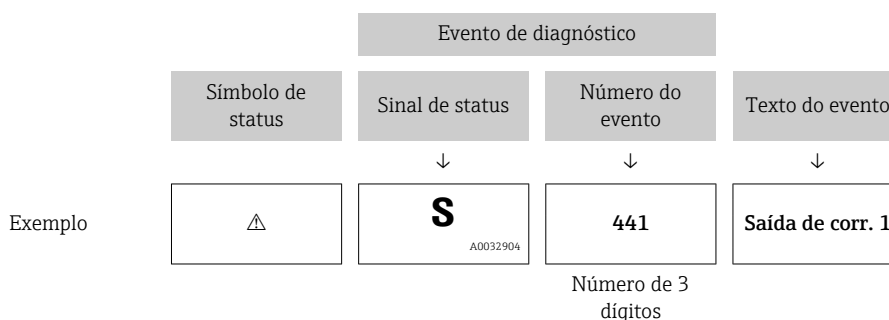 Evento de diagnóstico
Símbolo de
status
Sinal de status
Número do
evento
Texto do evento
↓ ↓ ↓
Exemplo
⚠
S
A0032904
441
Saída de corr. 1
Número de 3
dígitos